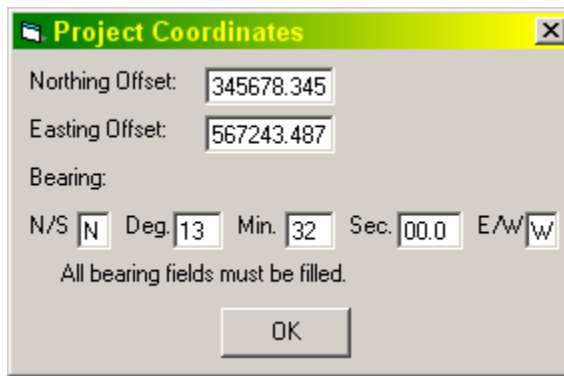 Project Coordinates
Northing Offset: 345678.345
Easting Offset: 567243.487
Bearing:
N/S N Deg. 13 Min. 32 Sec. 00.0 E/W W
All bearing fields must be filled.
OK